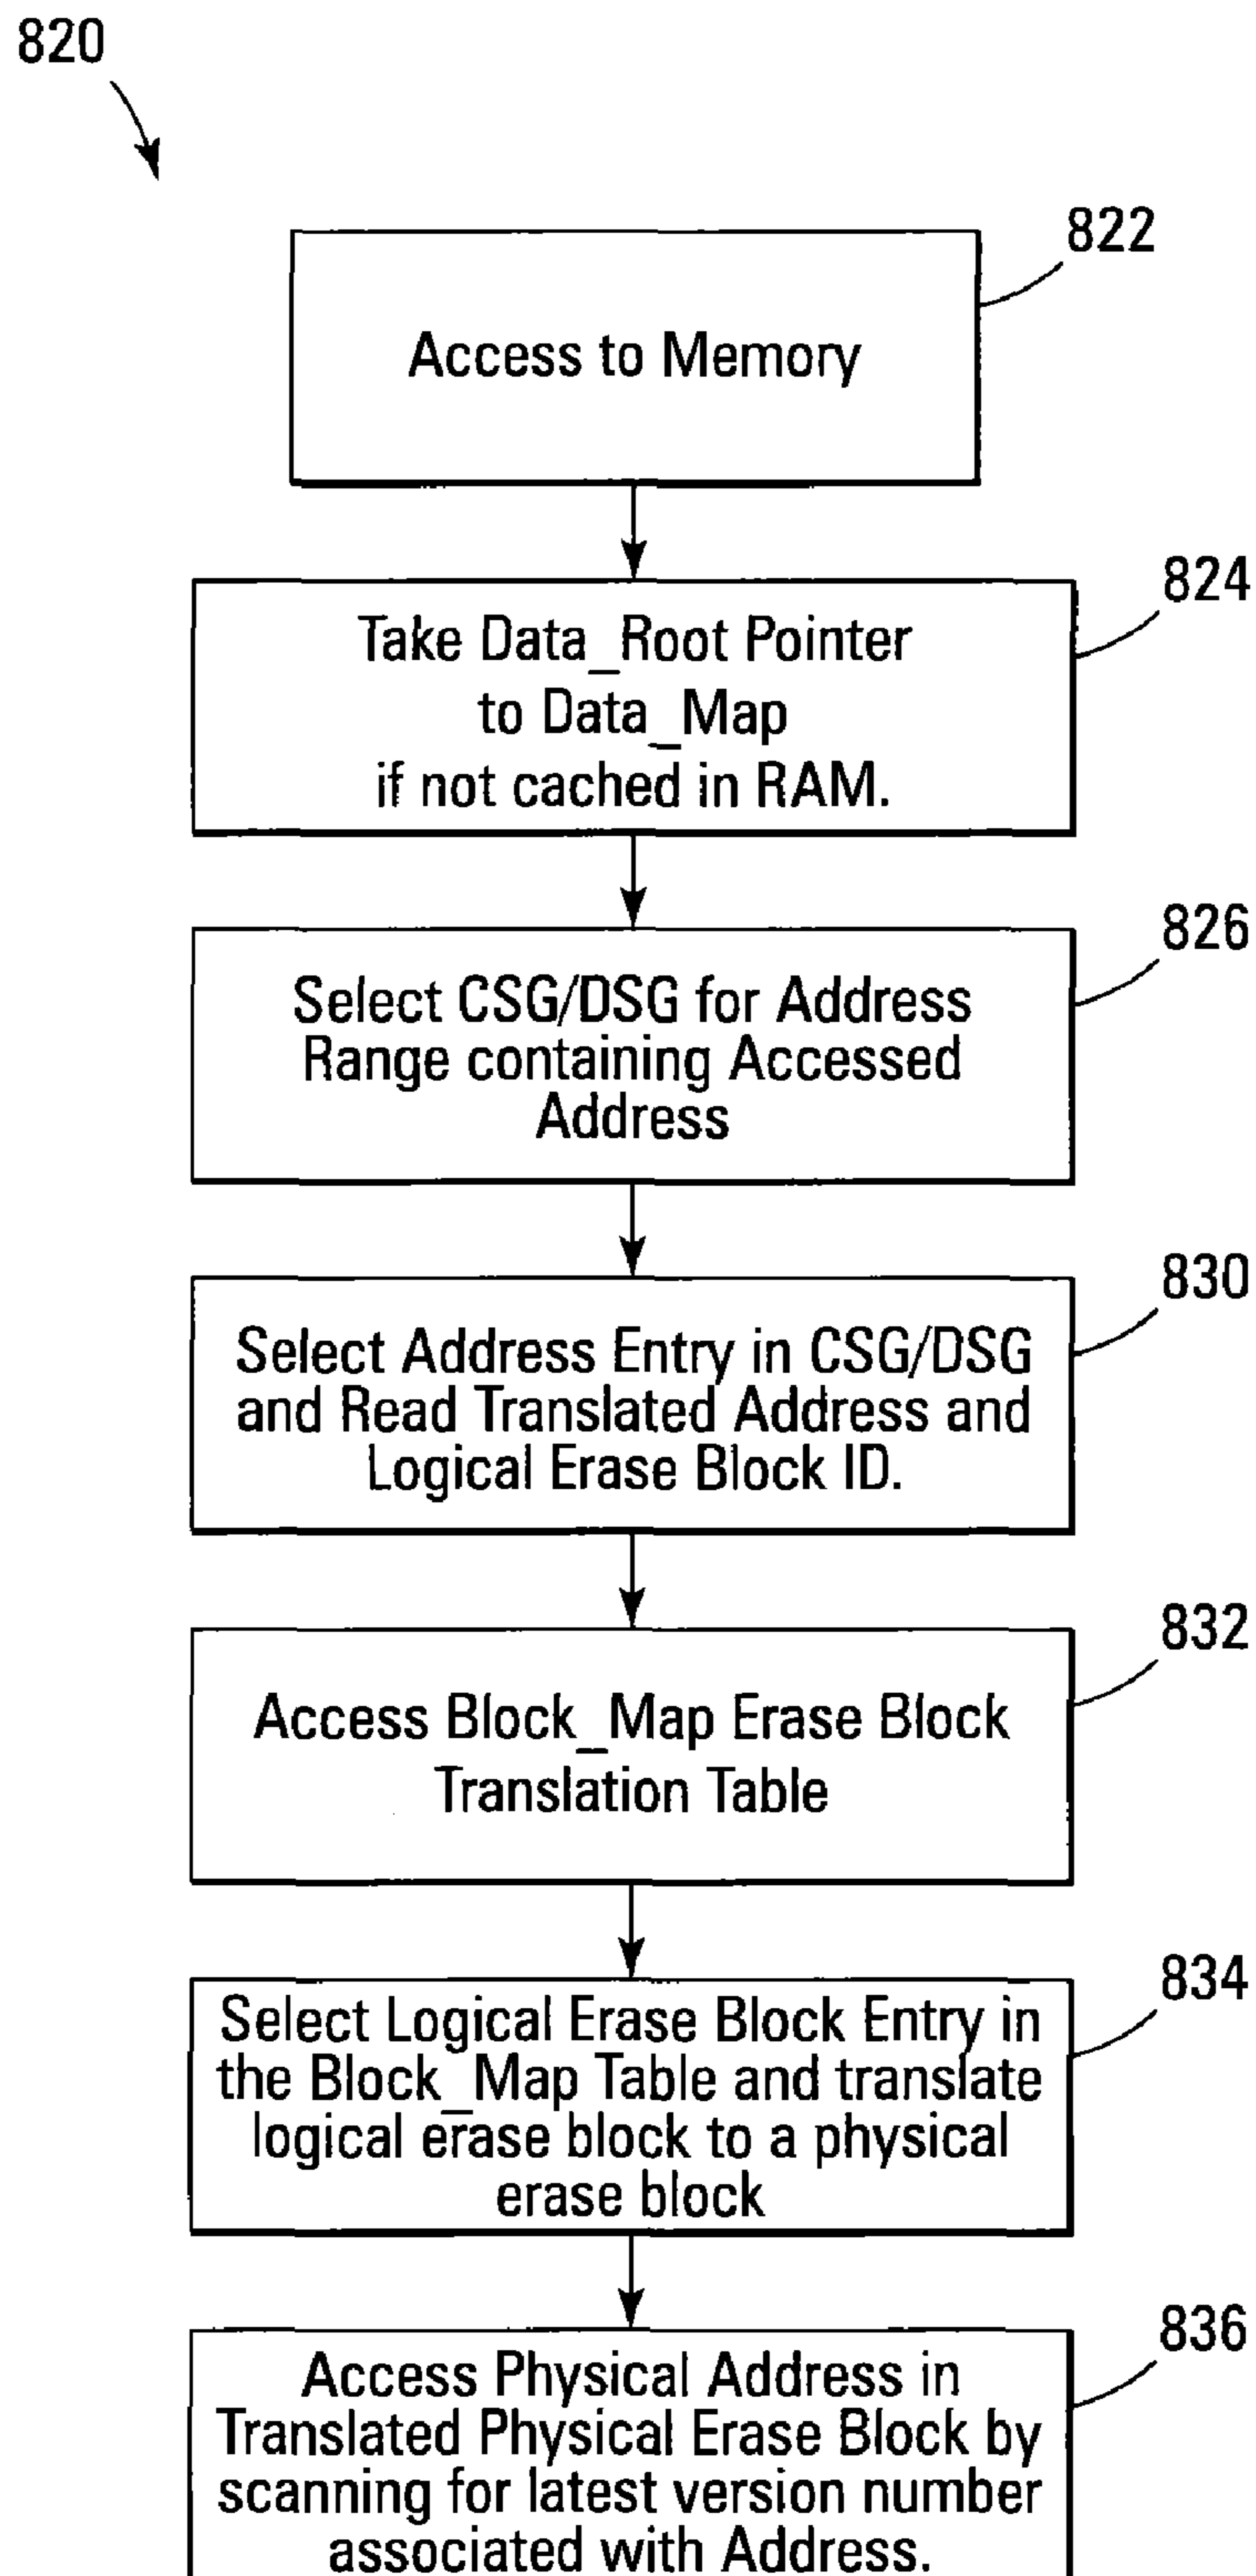 820
822
Access to Memory
824
Take Data_Root Pointer
to Data_Map
if not cached in RAM.
826
Select CSG/DSG for Address
Range containing Accessed
Address
830
Select Address Entry in CSG/DSG
and Read Translated Address and
Logical Erase Block ID.
832
Access Block_Map Erase Block
Translation Table
834
Select Logical Erase Block Entry in
the Block_Map Table and translate
logical erase block to a physical
erase block
836
Access Physical Address in
Translated Physical Erase Block by
scanning for latest version number
associated with Address.